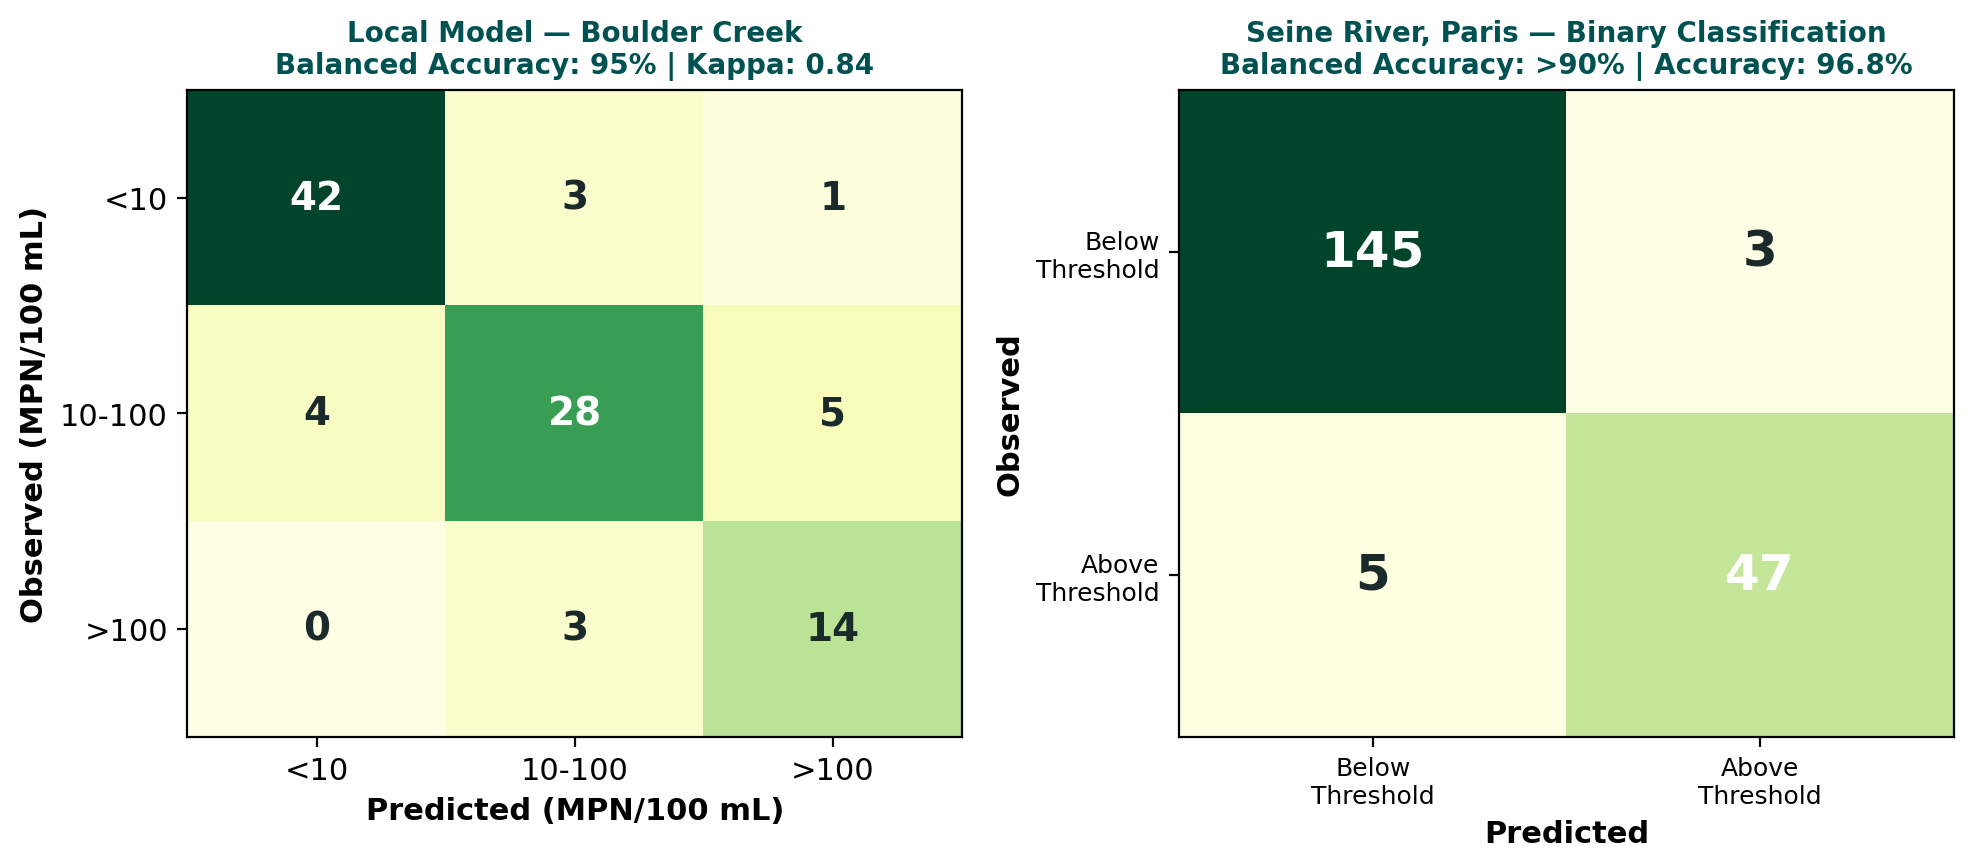 Local Model — Boulder Creek
Balanced Accuracy: 95% | Kappa: 0.84
Observed (MPN/100 mL)
<10
42
3
1
10-100
4
28
5
>100
0
3
14
<10
10-100
>100
Predicted (MPN/100 mL)
Seine River, Paris — Binary Classification
Balanced Accuracy: >90% | Accuracy: 96.8%
Observed
Below
Threshold
145
3
Above
Threshold
5
47
Below
Threshold
Above
Threshold
Predicted